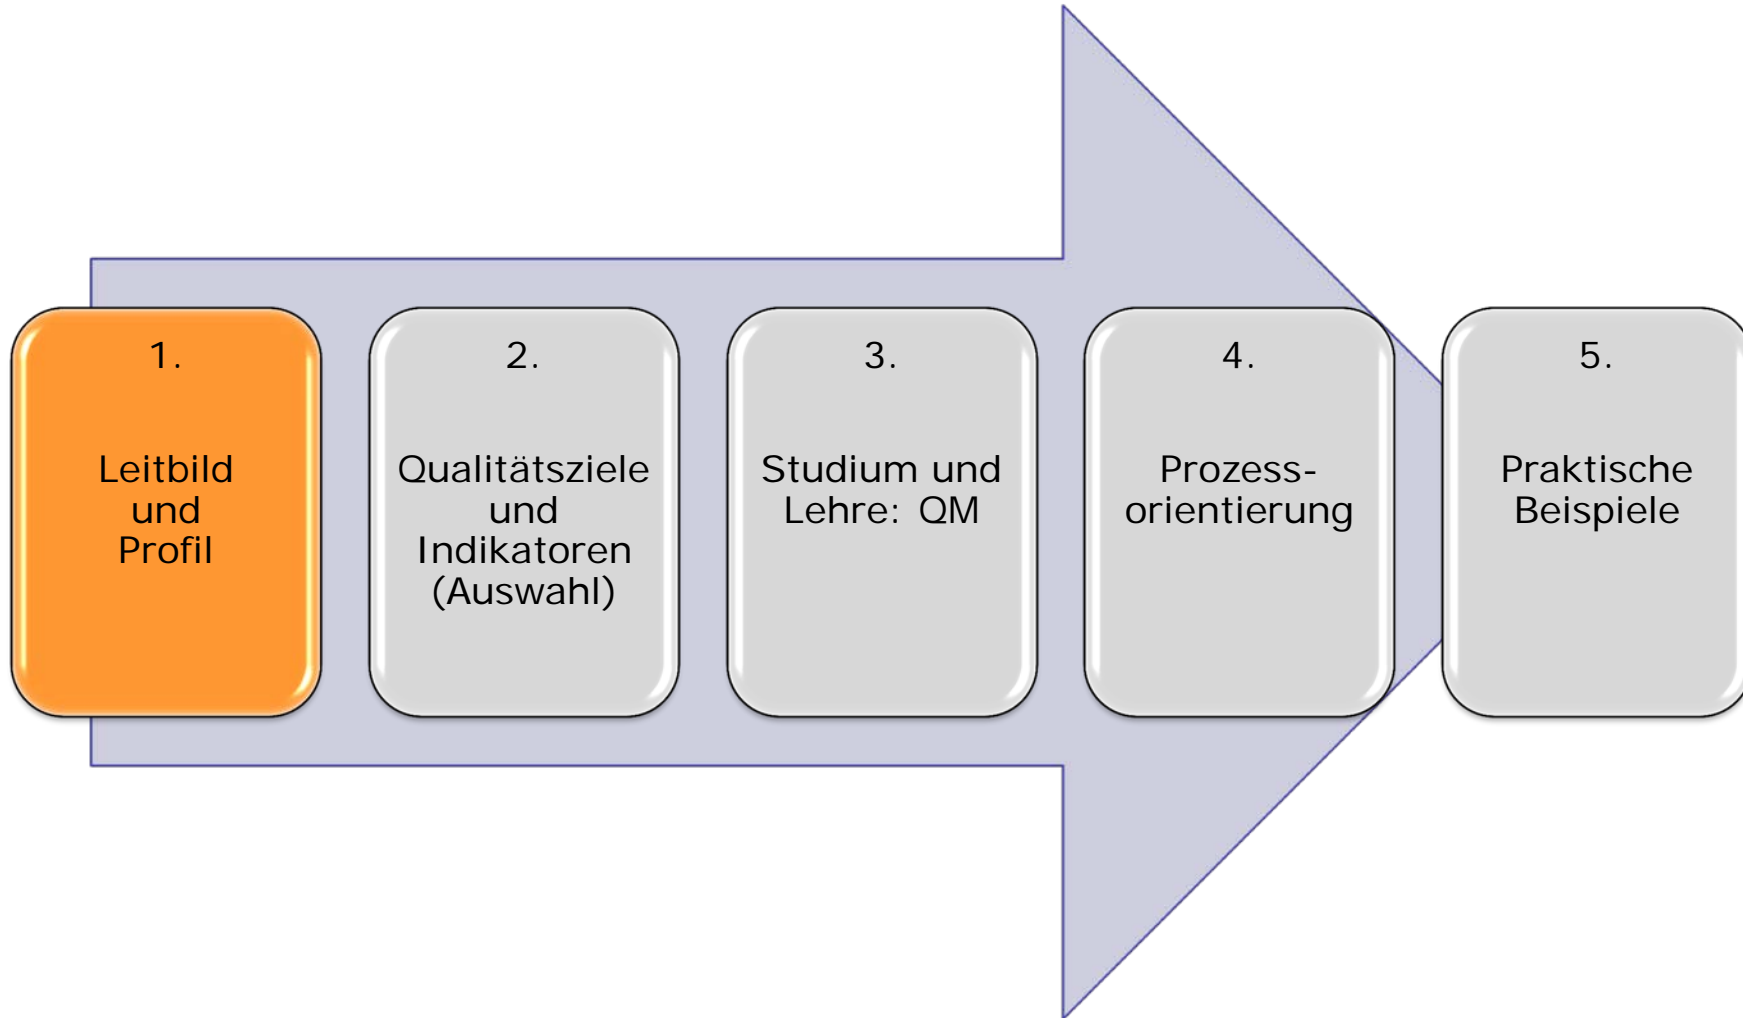 1.
Leitbild
und
Profil
2.
Qualitätsziele
und
Indikatoren
(Auswahl)
3.
Studium und
Lehre: QM
4.
Prozess-
orientierung
5.
Praktische
Beispiele